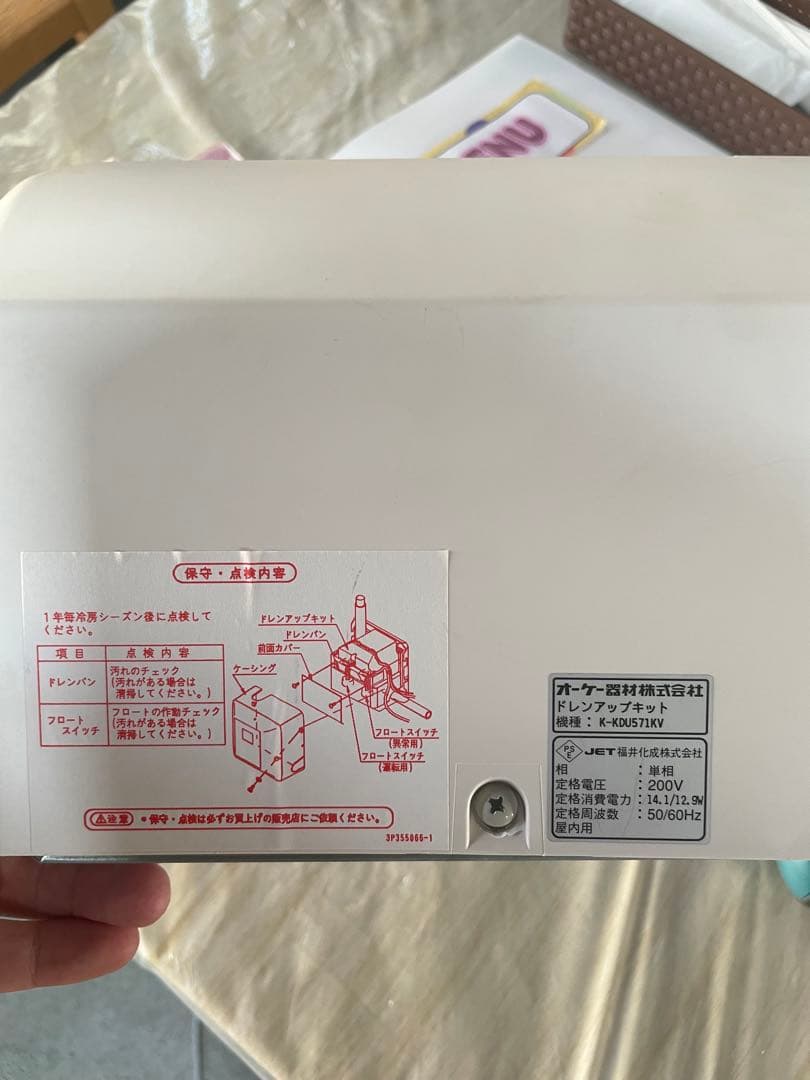 ENU
保守・点検内容
1年毎冷房シーズン後に点検して
ください。
項目 点検内容
ドレンパン 汚れのチェック
(汚れがある場合は
清掃してください。)
フロート
スイッチ フロートの作動チェック
(汚れがある場合は
清掃してください。)
ドレンアップキット
ドレンパン
前面カバー
ケーシング
フロートスイッチ
(異常用)
フロートスイッチ
(運転用)
⚠注意 ●保守・点検は必ずお買上げの販売店にご依頼ください。
3P355066-1
オーケー器材株式会社
ドレンアップキット
機種: K-KDU571KV
PSE JET 福井化成株式会社
相 :単相
定格電圧 :200V
定格消費電力:14.1/12.9W
定格周波数 :50/60Hz
屋内用